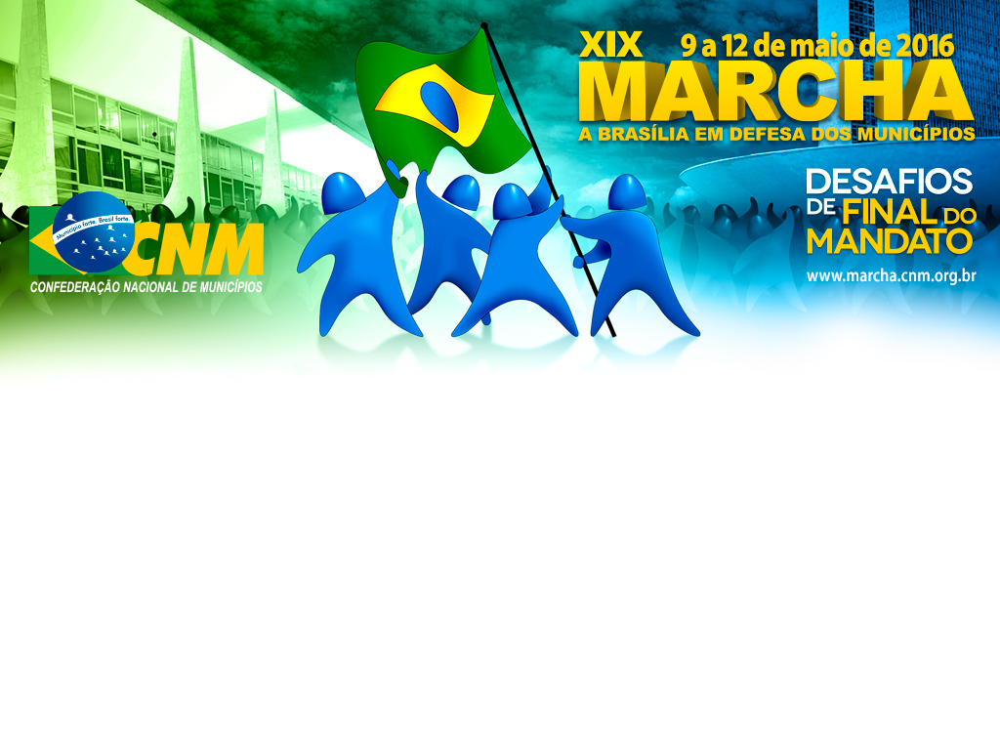 XIX 9 a 12 de maio de 2016
MARCHA
A BRASÍLIA EM DEFESA DOS MUNICÍPIOS
DESAFIOS
DE FINAL DO
MANDATO
www.marcha.cnm.org.br
Município forte, Brasil forte.
CNM
CONFEDERAÇÃO NACIONAL DE MUNICÍPIOS